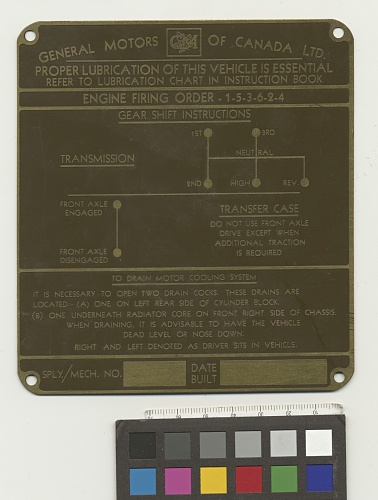 GENERAL MOTORS GM OF CANADA LTD.
PROPER LUBRICATION OF THIS VEHICLE IS ESSENTIAL
REFER TO LUBRICATION CHART IN INSTRUCTION BOOK
ENGINE FIRING ORDER - 1-5-3-6-2-4
GEAR SHIFT INSTRUCTIONS
1ST 3RD
NEUTRAL
TRANSMISSION
2ND HIGH REV.
FRONT AXLE
ENGAGED
TRANSFER CASE
DO NOT USE FRONT AXLE
DRIVE EXCEPT WHEN
ADDITIONAL TRACTION
IS REQUIRED
FRONT AXLE
DISENGAGED
TO DRAIN MOTOR COOLING SYSTEM
IT IS NECESSARY TO OPEN TWO DRAIN COCKS. THESE DRAINS ARE
LOCATED:- (A) ONE ON LEFT REAR SIDE OF CYLINDER BLOCK.
(B) ONE UNDERNEATH RADIATOR CORE ON FRONT RIGHT SIDE OF CHASSIS.
WHEN DRAINING, IT IS ADVISABLE TO HAVE THE VEHICLE
DEAD LEVEL OR NOSE DOWN.
RIGHT AND LEFT DENOTED AS DRIVER SITS IN VEHICLE.
SPLY./MECH. NO.
DATE
BUILT